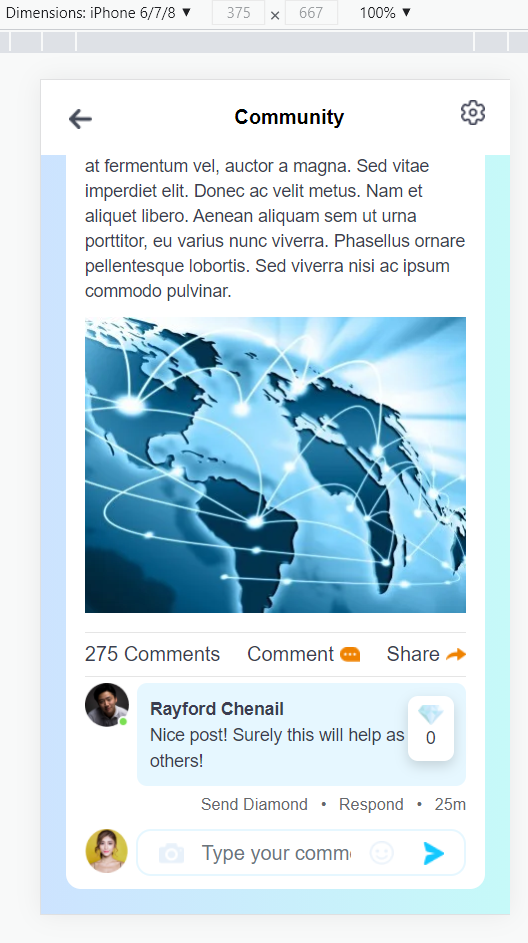 Dimensions: iPhone 6/7/8 ▼ 375 × 667 100% ▼
Community
at fermentum vel, auctor a magna. Sed vitae
imperdiet elit. Donec ac velit metus. Nam et
aliquet libero. Aenean aliquam sem ut urna
porttitor, eu varius nunc viverra. Phasellus ornare
pellentesque lobortis. Sed viverra nisi ac ipsum
commodo pulvinar.
275 Comments Comment Share
Rayford Chenail
Nice post! Surely this will help as
others!
0
Send Diamond • Respond • 25m
Type your comm